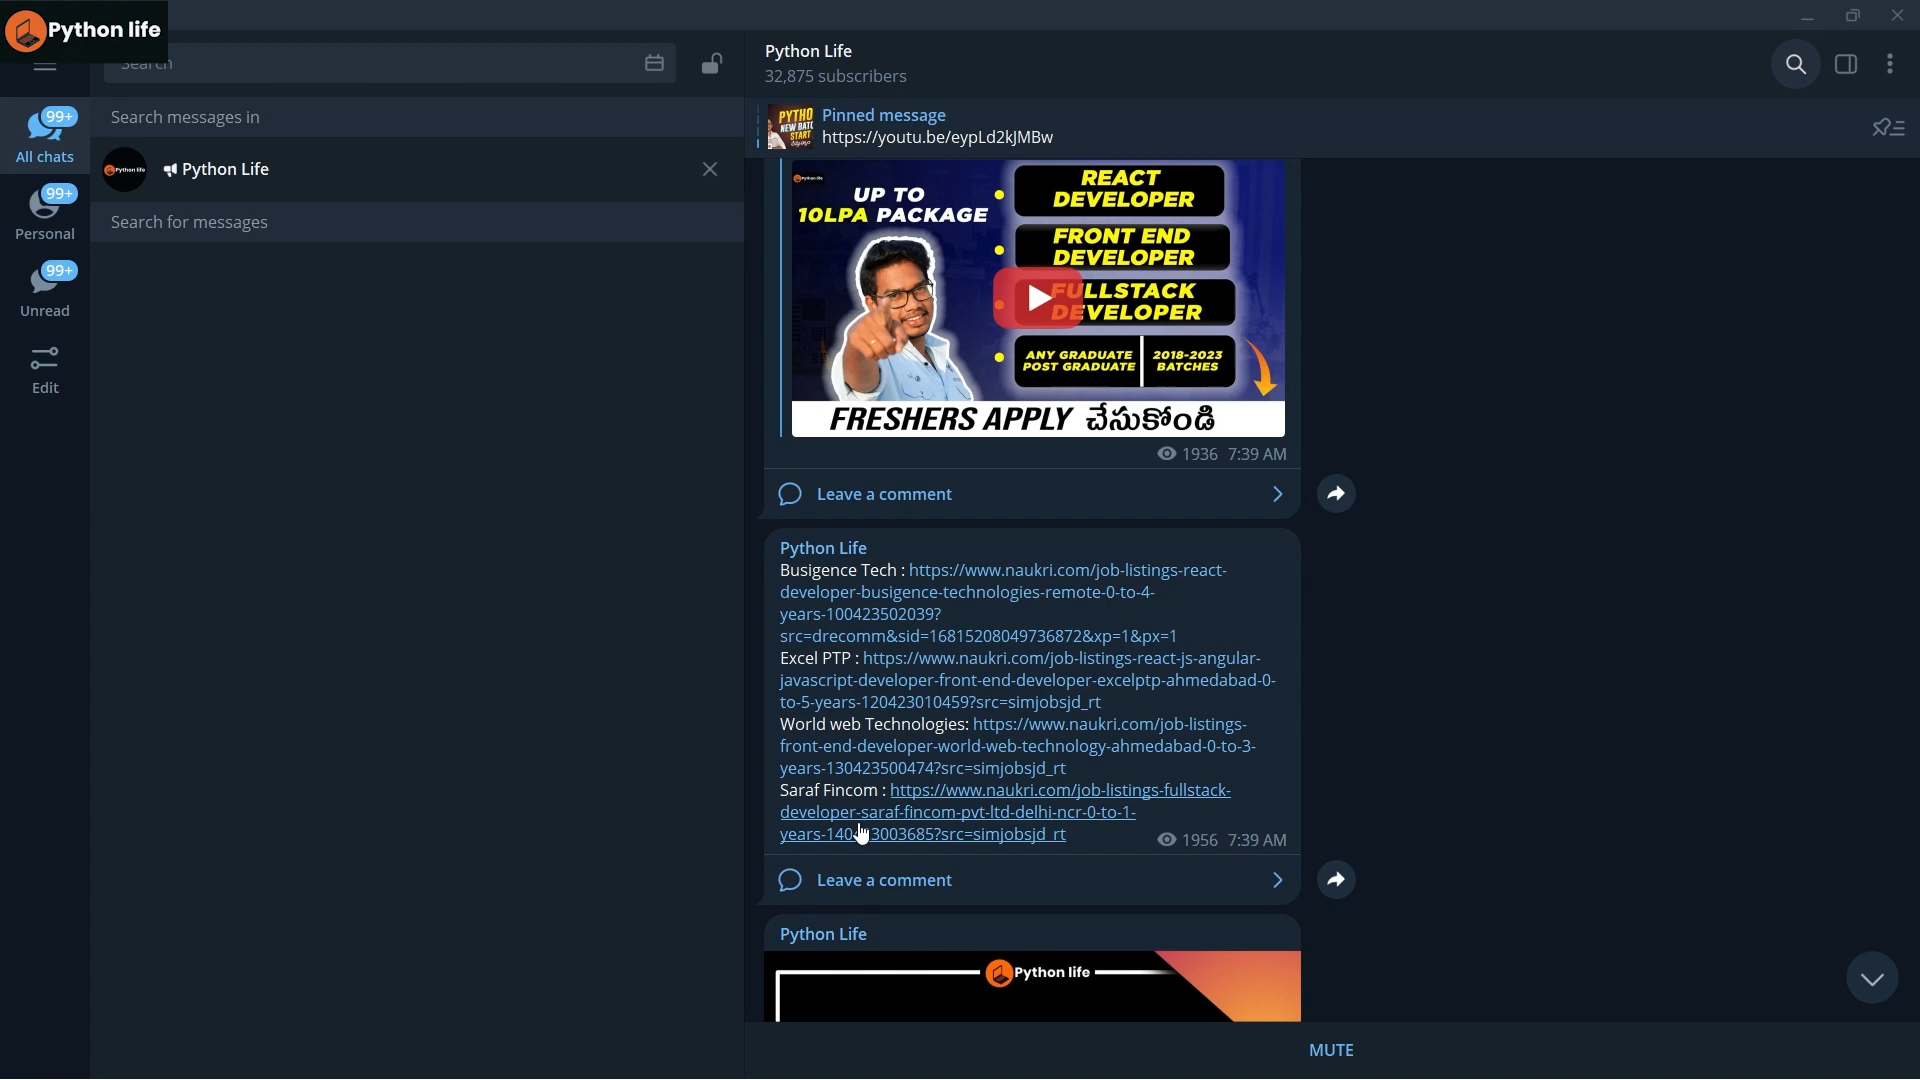 Python life
Search
99+
All chats
99+
Personal
99+
Unread
Edit
Search messages in
Python life
Python Life
Search for messages
Python Life
32,875 subscribers
PYTHO
NEW BATC
START
Pinned message
https://youtu.be/eypLd2kJMBw
Python life
UP TO
10LPA PACKAGE
REACT
DEVELOPER
FRONT END
DEVELOPER
FULLSTACK
DEVELOPER
ANY GRADUATE
POST GRADUATE
2018-2023
BATCHES
FRESHERS APPLY చేసుకోండి
1936 7:39 AM
Leave a comment
Python Life
Busigence Tech : https://www.naukri.com/job-listings-react-
developer-busigence-technologies-remote-0-to-4-
years-100423502039?
src=drecomm&sid=16815208049736872&xp=1&px=1
Excel PTP : https://www.naukri.com/job-listings-react-js-angular-
javascript-developer-front-end-developer-excelptp-ahmedabad-0-
to-5-years-120423010459?src=simjobsjd_rt
World web Technologies: https://www.naukri.com/job-listings-
front-end-developer-world-web-technology-ahmedabad-0-to-3-
years-130423500474?src=simjobsjd_rt
Saraf Fincom : https://www.naukri.com/job-listings-fullstack-
developer-saraf-fincom-pvt-ltd-delhi-ncr-0-to-1-
1956 7:39 AM
Leave a comment
Python Life
Python life
MUTE